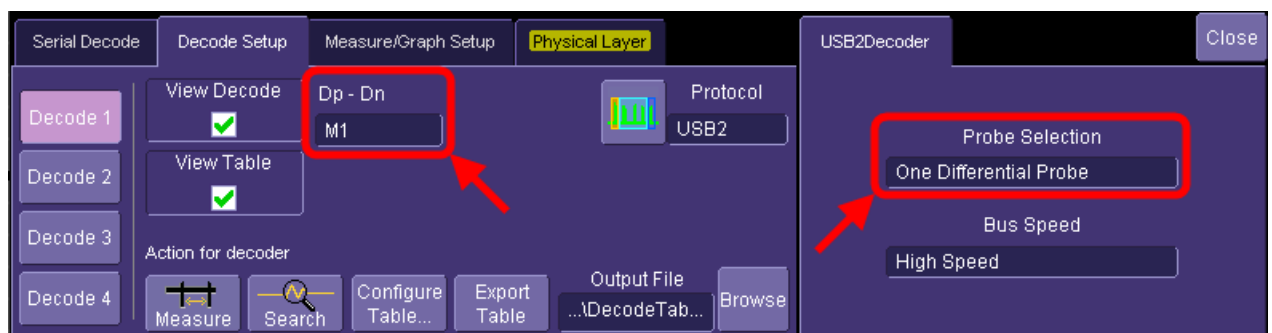 Serial Decode
Decode Setup
Measure/Graph Setup
Physical Layer
USB2Decoder
Close
Decode 1
Decode 2
Decode 3
Decode 4
View Decode
View Table
Dp - Dn
M1
Protocol
USB2
Action for decoder
Measure
Search
Configure
Table...
Export
Table
Output File
...\DecodeTab...
Browse
Probe Selection
One Differential Probe
Bus Speed
High Speed